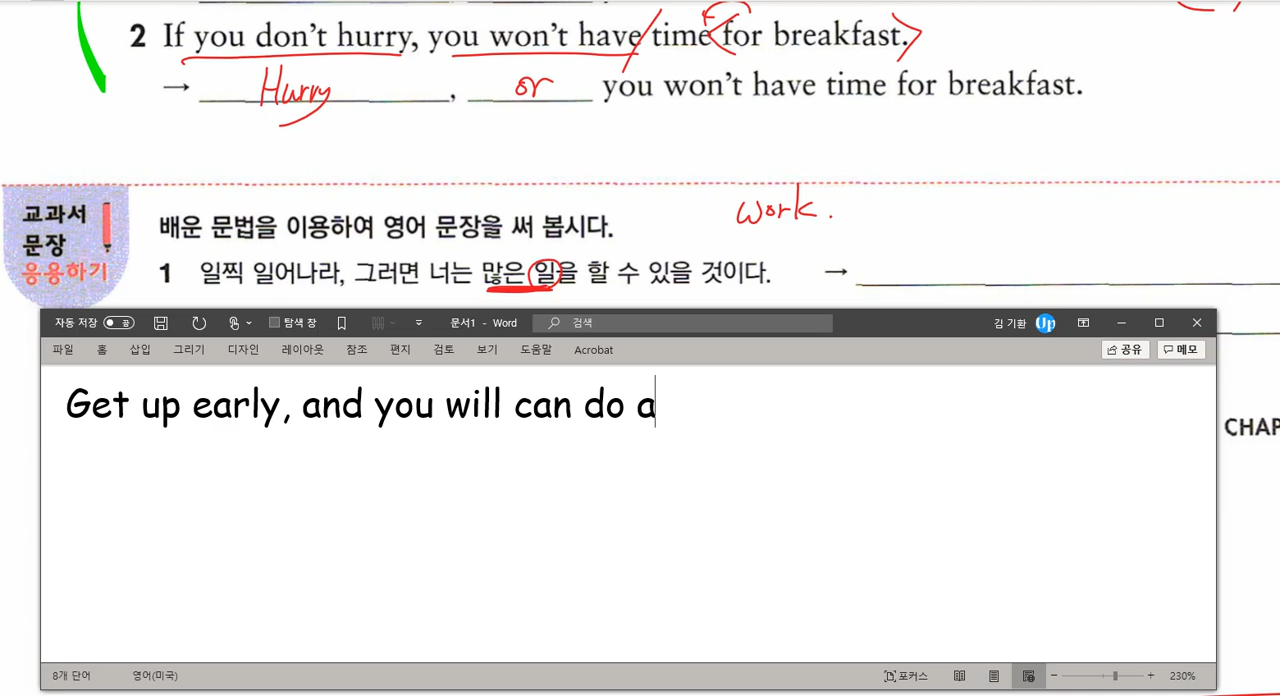 2 If you don't hurry, you won't have time for breakfast.
→ Hurry, or you won't have time for breakfast.
교과서
문장
응용하기
배운 문법을 이용하여 영어 문장을 써 봅시다.
work.
1 일찍 일어나라, 그러면 너는 많은 일을 할 수 있을 것이다. →
자동 저장 끔 탐색 창 문서1 - Word 검색 김 기환 Up
파일 홈 삽입 그리기 디자인 레이아웃 참조 편지 검토 보기 도움말 Acrobat 공유 메모
Get up early, and you will can do a
CHAP
8개 단어 영어(미국) 포커스 230%